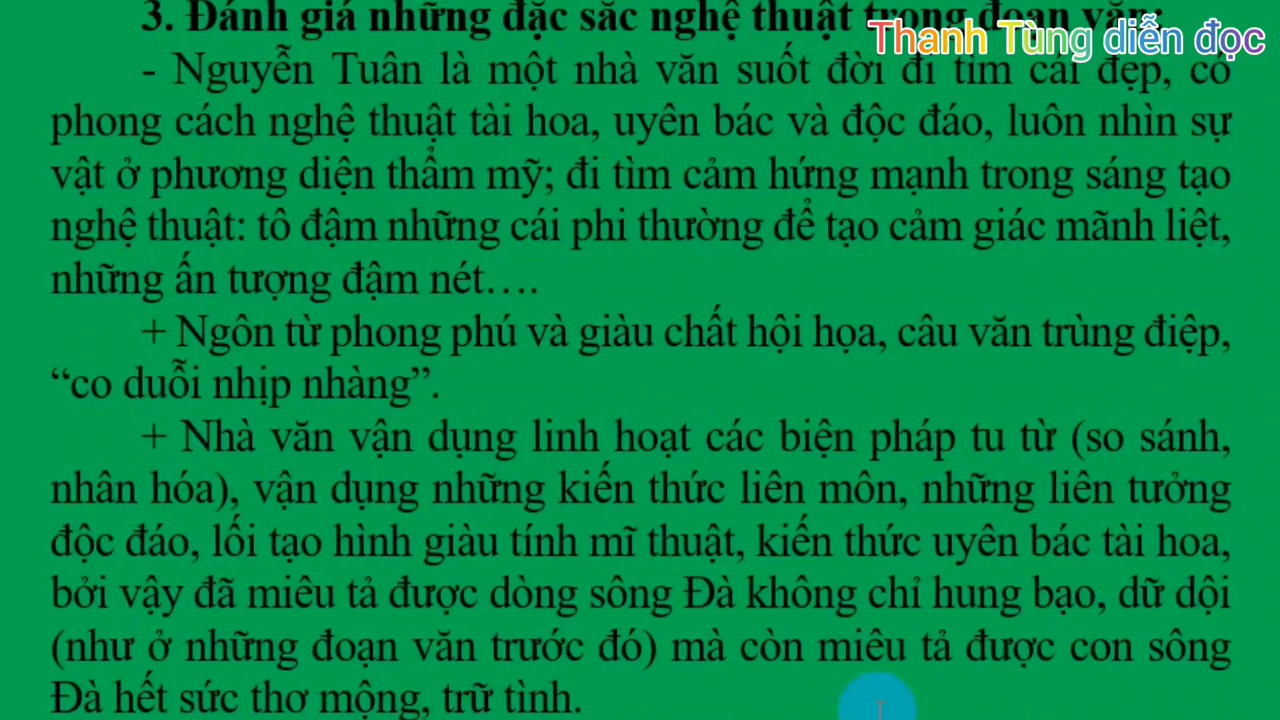 3. Đánh giá những đặc sắc nghệ thuật trong đoạn văn.
Thanh Tùng diễn đọc
- Nguyễn Tuân là một nhà văn suốt đời đi tìm cái đẹp, có
phong cách nghệ thuật tài hoa, uyên bác và độc đáo, luôn nhìn sự
vật ở phương diện thẩm mỹ; đi tìm cảm hứng mạnh trong sáng tạo
nghệ thuật: tô đậm những cái phi thường để tạo cảm giác mãnh liệt,
những ấn tượng đậm nét….
+ Ngôn từ phong phú và giàu chất hội họa, câu văn trùng điệp,
“co duỗi nhịp nhàng”.
+ Nhà văn vận dụng linh hoạt các biện pháp tu từ (so sánh,
nhân hóa), vận dụng những kiến thức liên môn, những liên tưởng
độc đáo, lối tạo hình giàu tính mĩ thuật, kiến thức uyên bác tài hoa,
bởi vậy đã miêu tả được dòng sông Đà không chỉ hung bạo, dữ dội
(như ở những đoạn văn trước đó) mà còn miêu tả được con sông
Đà hết sức thơ mộng, trữ tình.